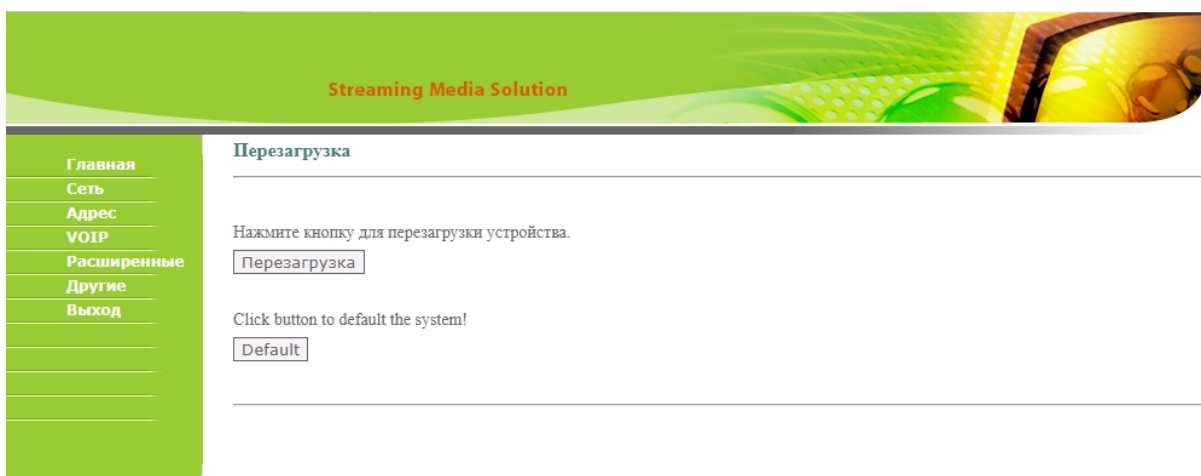 Streaming Media Solution
Главная
Сеть
Адрес
VOIP
Расширенные
Другие
Выход
Перезагрузка
Нажмите кнопку для перезагрузки устройства.
Перезагрузка
Click button to default the system!
Default